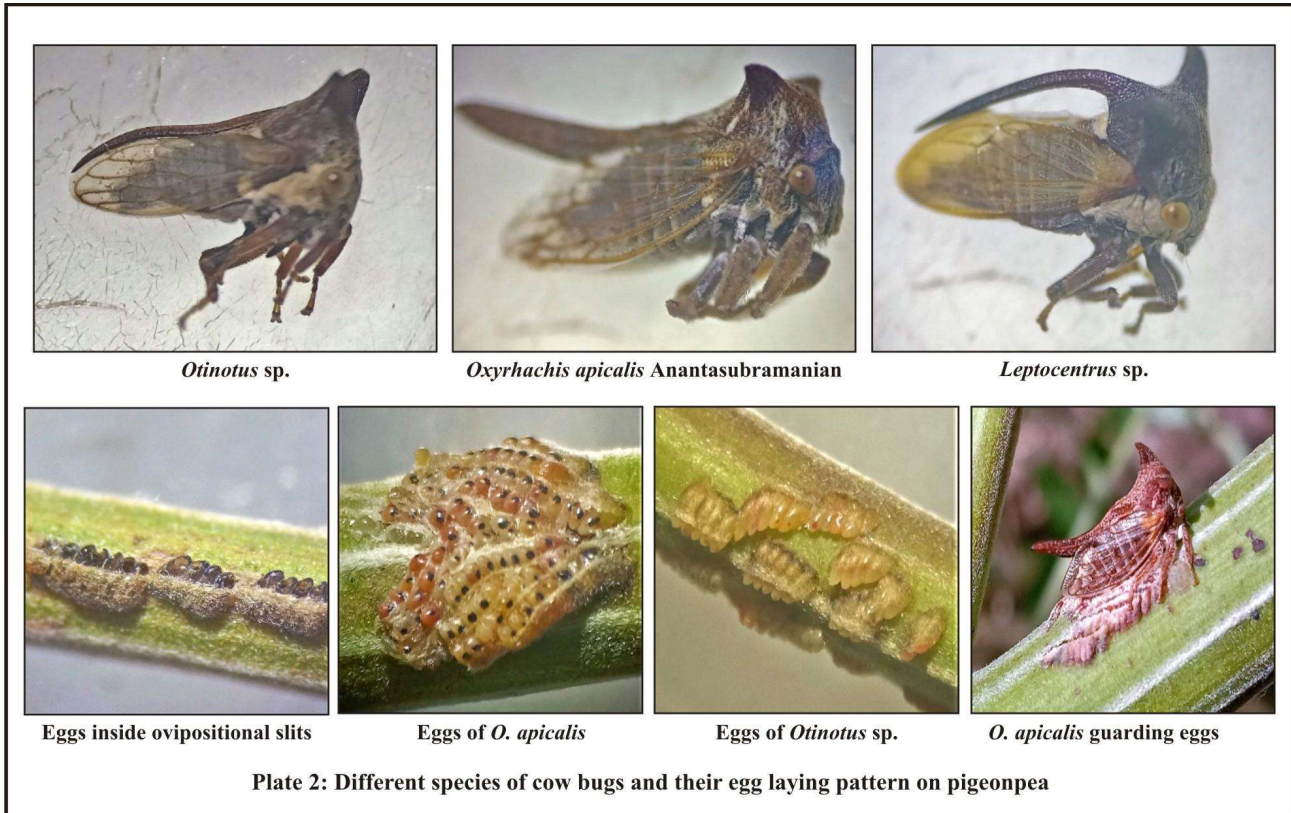 Otinotus sp.
Oxyrhachis apicalis Anantasubramanian
Leptocentrus sp.
Eggs inside ovipositional slits
Eggs of O. apicalis
Eggs of Otinotus sp.
O. apicalis guarding eggs
Plate 2: Different species of cow bugs and their egg laying pattern on pigeonpea